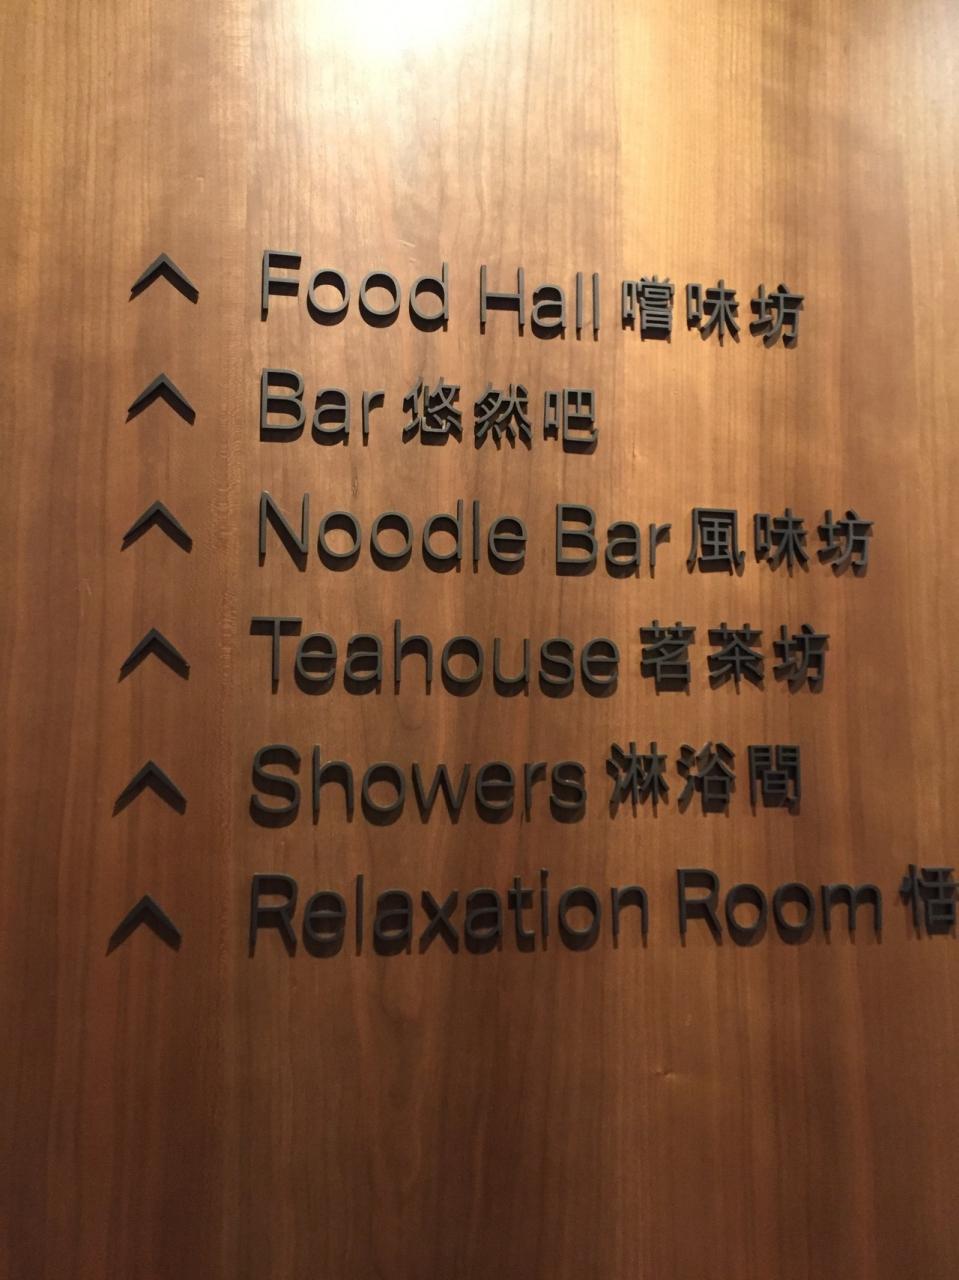 Food Hall 嚐味坊
Bar 悠然吧
Noodle Bar 風味坊
Teahouse 茗茶坊
Showers 淋浴間
Relaxation Room 恬